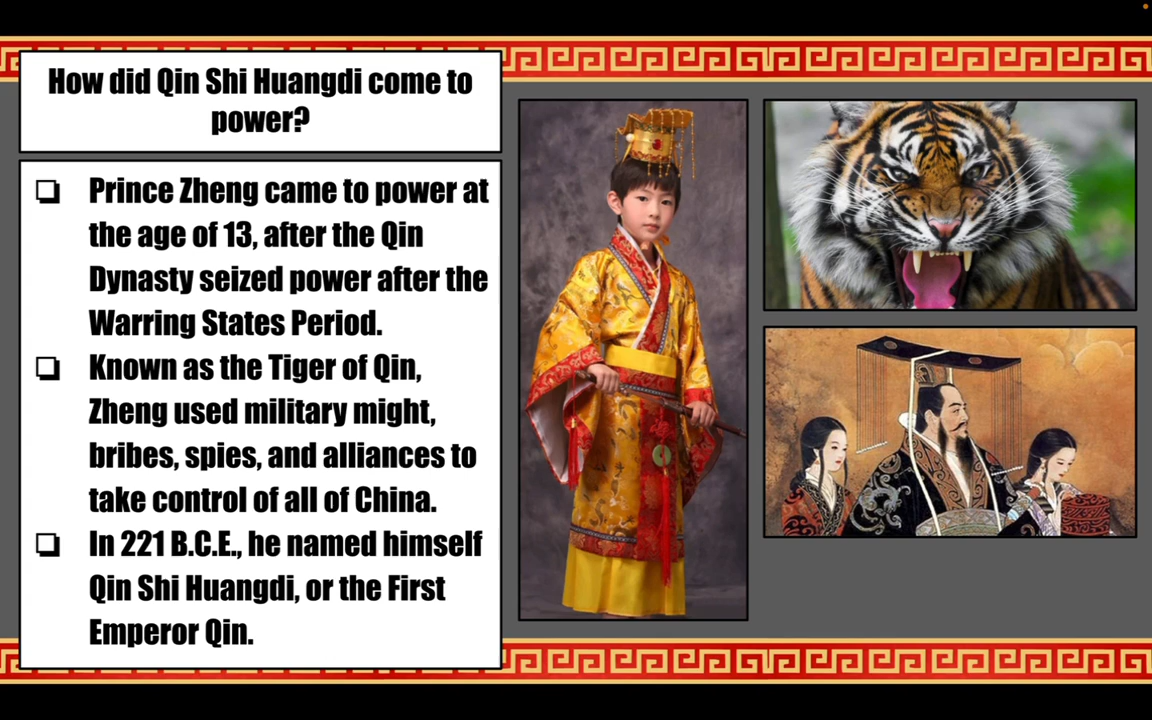 How did Qin Shi Huangdi come to
power?
Prince Zheng came to power at
the age of 13, after the Qin
Dynasty seized power after the
Warring States Period.
Known as the Tiger of Qin,
Zheng used military might,
bribes, spies, and alliances to
take control of all of China.
In 221 B.C.E., he named himself
Qin Shi Huangdi, or the First
Emperor Qin.